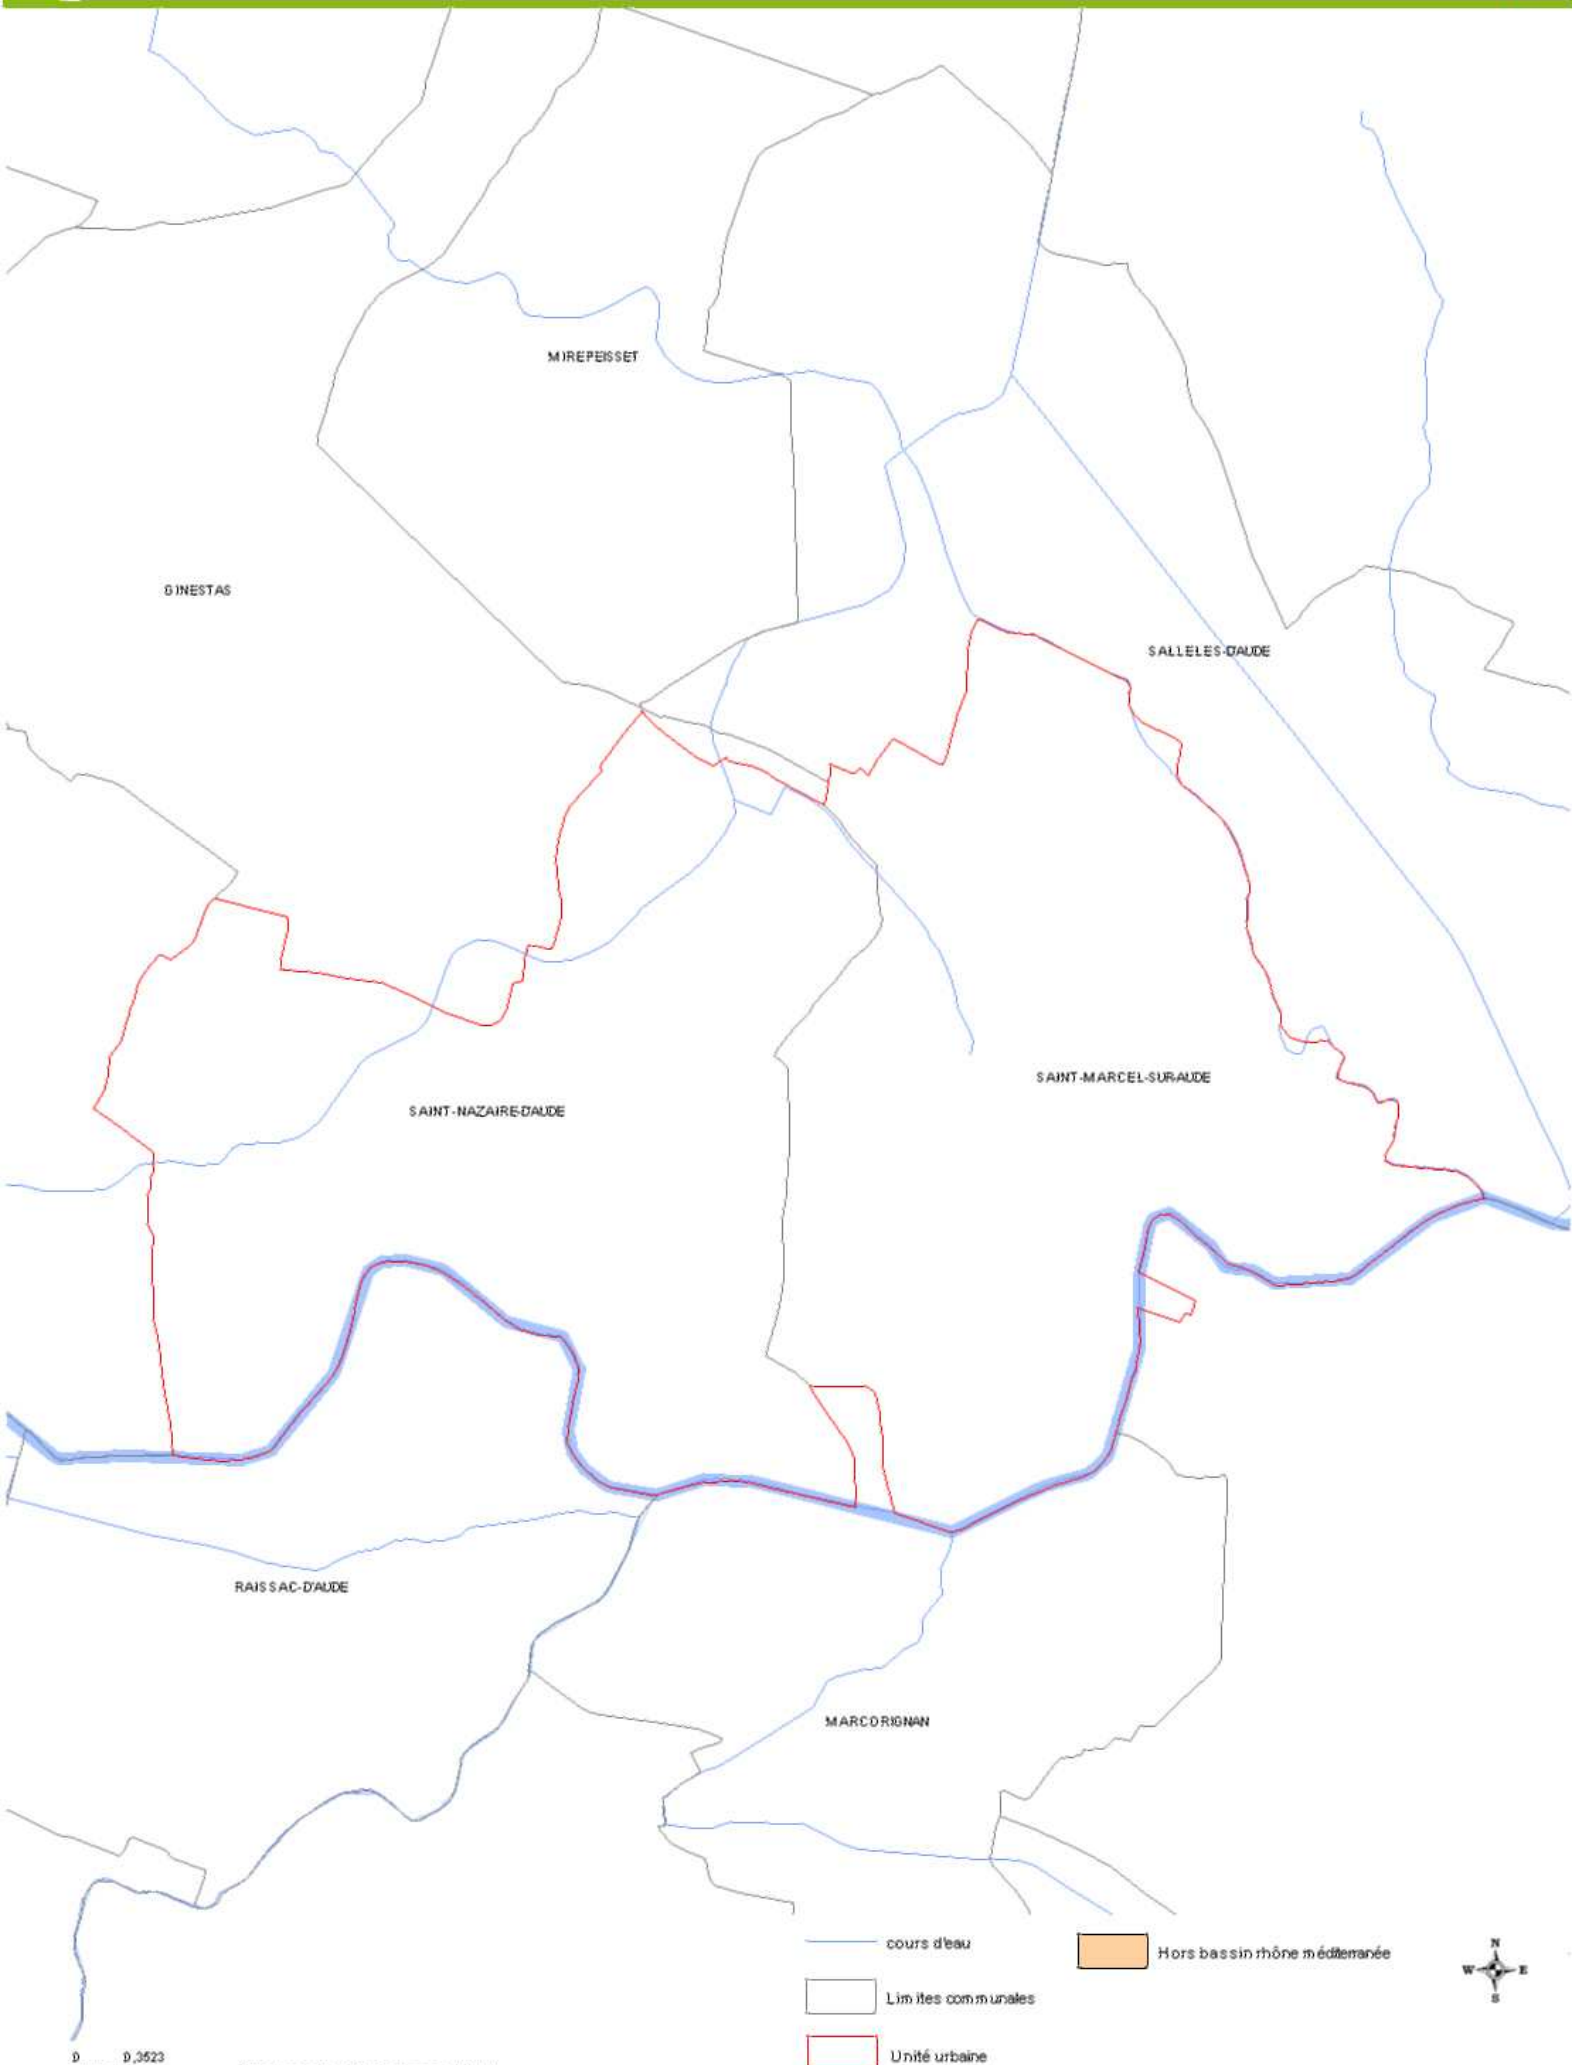 MIREPEISSET
GINESTAS
SALLELES-D'AUDE
SAINT-MARCEL-SUR-AUDE
SAINT-NAZAIRE-D'AUDE
RAISSAC-D'AUDE
MARCORIGNAN
cours d'eau
Hors bassin rhône méditerranée
Limites communales
Unité urbaine
N
W E
S
0 0,3523